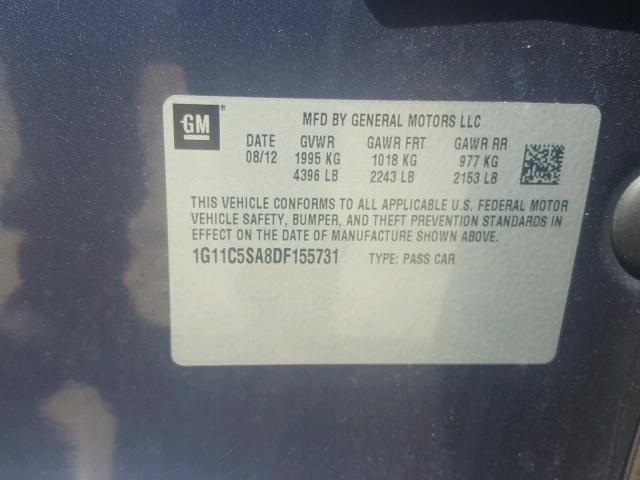 GM ® MFD BY GENERAL MOTORS LLC
DATE GVWR GAWR FRT GAWR RR
08/12 1995 KG 1018 KG 977 KG
4396 LB 2243 LB 2153 LB
THIS VEHICLE CONFORMS TO ALL APPLICABLE U.S. FEDERAL MOTOR
VEHICLE SAFETY, BUMPER, AND THEFT PREVENTION STANDARDS IN
EFFECT ON THE DATE OF MANUFACTURE SHOWN ABOVE.
1G11C5SA8DF155731 TYPE: PASS CAR